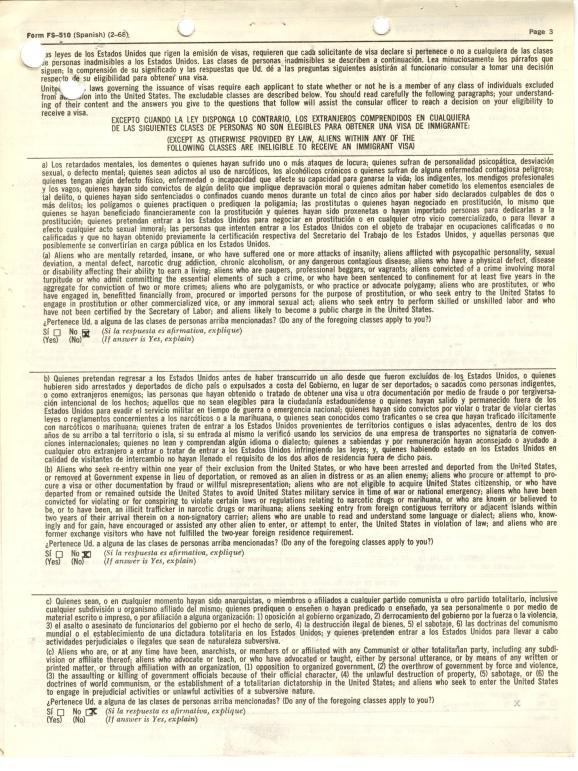 Form FS-510 (Spanish) (2-68)
Page 3
as leyes de los Estados Unidos que rigen la emisión de visas, requieren que cada solicitante de visa declare si pertenece o no a cualquiera de las clases
de personas inadmisibles a los Estados Unidos. Las clases de personas inadmisibles se describen a continuación. Lea minuciosamente los párrafos que
siguen; la comprensión de su significado y las respuestas que Ud. dé a las preguntas siguientes asistirán al funcionario consular a tomar una decisión
respecto de su eligibilidad para obtener una visa.
United laws governing the issuance of visas require each applicant to state whether or not he is a member of any class of individuals excluded
from into the United States. The excludable classes are described below. You should read carefully the following paragraphs; your understand-
ing of their content and the answers you give to the questions that follow will assist the consular officer to reach a decision on your eligibility to
receive a visa.
EXCEPTO CUANDO LA LEY DISPONGA LO CONTRARIO, LOS EXTRANJEROS COMPRENDIDOS EN CUALQUIERA
DE LAS SIGUIENTES CLASES DE PERSONAS NO SON ELEGIBLES PARA OBTENER UNA VISA DE INMIGRANTE:
(EXCEPT AS OTHERWISE PROVIDED BY LAW, ALIENS WITHIN ANY OF THE
FOLLOWING CLASSES ARE INELIGIBLE TO RECEIVE AN IMMIGRANT VISA)
a) Los retardados mentales, los dementes o quienes hayan sufrido uno o más ataques de locura; quienes sufran de personalidad psicopática, desviación
sexual, o defecto mental; quienes sean adictos al uso de narcóticos, los alcohólicos crónicos o quienes sufran de alguna enfermedad contagiosa peligrosa;
quienes tengan algún defecto físico, enfermedad o incapacidad que afecte su capacidad para ganarse la vida; los indigentes, los mendigos profesionales
y los vagos; quienes hayan sido convictos de algún delito que implique depravación moral o quienes admitan haber cometido los elementos esenciales de
tal delito, o quienes hayan sido sentenciados o confinados cuando menos durante un total de cinco años por haber sido declarados culpables de dos o
más delitos; los polígamos o quienes practiquen o prediquen la poligamia; las prostitutas o quienes hayan negociado en prostitución, lo mismo que
quienes se hayan beneficiado financieramente con la prostitución y quienes hayan sido proxenetas o hayan importado personas para dedicarlas a la
prostitución; quienes pretendan entrar a los Estados Unidos para negociar en prostitución o en cualquier otro vicio comercializado, o para llevar a
efecto cualquier acto sexual inmoral; las personas que intenten entrar a los Estados Unidos con el objeto de trabajar en ocupaciones calificadas o no
calificadas y que no hayan obtenido previamente la certificación respectiva del Secretario del Trabajo de los Estados Unidos, y aquellas personas que
posiblemente se convertirían en carga pública en los Estados Unidos.
(a) Aliens who are mentally retarded, insane, or who have suffered one or more attacks of insanity; aliens afflicted with psycopathic personality, sexual
deviation, a mental defect, narcotic drug addiction, chronic alcoholism, or any dangerous contagious disease; aliens who have a physical defect, disease
or disability affecting their ability to earn a living; aliens who are paupers, professional beggars, or vagrants; aliens convicted of a crime involving moral
turpitude or who admit committing the essential elements of such a crime, or who have been sentenced to confinement for at least five years in the
aggregate for conviction of two or more crimes; aliens who are polygamists, or who practice or advocate polygamy; aliens who are prostitutes, or who
have engaged in, benefitted financially from, procured or imported persons for the purpose of prostitution, or who seek entry to the United States to
engage in prostitution or other commercialized vice, or any immoral sexual act; aliens who seek entry to perform skilled or unskilled labor and who
have not been certified by the Secretary of Labor; and aliens likely to become a public charge in the United States.
¿Pertenece Ud. a alguna de las clases de personas arriba mencionadas? (Do any of the foregoing classes apply to you?)
Sí ☐ No ☒ (Si la respuesta es afirmativa, explique)
(Yes) (No) (If answer is Yes, explain)
b) Quienes pretendan regresar a los Estados Unidos antes de haber transcurrido un año desde que fueron excluídos de los Estados Unidos, o quienes
hubieren sido arrestados y deportados de dicho país o expulsados a costa del Gobierno, en lugar de ser deportados; o sacados como personas indigentes,
o como extranjeros enemigos; las personas que hayan obtenido o tratado de obtener una visa u otra documentación por medio de fraude o por tergiversa-
ción intencional de los hechos; aquellos que no sean elegibles para la ciudadanía estadounidense o quienes hayan salido y permanecido fuera de los
Estados Unidos para evadir el servicio militar en tiempo de guerra o emergencia nacional; quienes hayan sido convictos por violar o tratar de violar ciertas
leyes o reglamentos concernientes a los narcóticos o a la marihuana, o quienes sean conocidos como traficantes o se crea que hayan traficado ilícitamente
con narcóticos o marihuana; quienes traten de entrar a los Estados Unidos provenientes de territorios contiguos o islas adyacentes, dentro de los dos
años de su arribo a tal territorio o isla, si su entrada al mismo la verificó usando los servicios de una empresa de transportes no signataria de conven-
ciones internacionales; quienes no lean y comprendan algún idioma o dialecto; quienes a sabiendas y por remuneración hayan aconsejado o ayudado a
cualquier otro extranjero a entrar o tratar de entrar a los Estados Unidos infringiendo las leyes; y, quienes habiendo estado en los Estados Unidos en
calidad de visitantes de intercambio no hayan llenado el requisito de los dos años de residencia fuera de dicho país.
(b) Aliens who seek re-entry within one year of their exclusion from the United States, or who have been arrested and deported from the United States,
or removed at Government expense in lieu of deportation, or removed as an alien in distress or as an alien enemy; aliens who procure or attempt to pro-
cure a visa or other documentation by fraud or willful misrepresentation; aliens who are not eligible to acquire United States citizenship, or who have
departed from or remained outside the United States to avoid United States military service in time of war or national emergency; aliens who have been
convicted for violating or for conspiring to violate certain laws or regulations relating to narcotic drugs or marihuana, or who are known or believed to
be, or to have been, an illicit trafficker in narcotic drugs or marihuana; aliens seeking entry from foreign contiguous territory or adjacent islands within
two years of their arrival therein on a non-signatory carrier; aliens who are unable to read and understand some language or dialect; aliens who, know-
ingly and for gain, have encouraged or assisted any other alien to enter, or attempt to enter, the United States in violation of law; and aliens who are
former exchange visitors who have not fulfilled the two-year foreign residence requirement.
¿Pertenece Ud. a alguna de las clases de personas arriba mencionadas? (Do any of the foregoing classes apply to you?)
Sí ☐ No ☒ (Si la respuesta es afirmativa, explique)
(Yes) (No) (If answer is Yes, explain)
c) Quienes sean, o en cualquier momento hayan sido anarquistas, o miembros o afiliados a cualquier partido comunista u otro partido totalitario, inclusive
cualquier subdivisión u organismo afiliado del mismo; quienes prediquen o enseñen o hayan predicado o enseñado, ya sea personalmente o por medio de
material escrito o impreso, o por afiliación a alguna organización: 1) oposición al gobierno organizado, 2) derrocamiento del gobierno por la fuerza o la violencia,
3) el asalto o asesinato de funcionarios del gobierno por el hecho de serlo, 4) la destrucción ilegal de bienes, 5) el sabotaje, 6) las doctrinas del comunismo
mundial o el establecimiento de una dictadura totalitaria en los Estados Unidos; y quienes pretendan entrar a los Estados Unidos para llevar a cabo
actividades perjudiciales o ilegales que sean de naturaleza subversiva.
(c) Aliens who are, or at any time have been, anarchists, or members of or affiliated with any Communist or other totalitarian party, including any subdi-
vision or affiliate thereof; aliens who advocate or teach, or who have advocated or taught, either by personal utterance, or by means of any written or
printed matter, or through affiliation with an organization, (1) opposition to organized government, (2) the overthrow of government by force and violence,
(3) the assaulting or killing of government officials because of their official character, (4) the unlawful destruction of property, (5) sabotage, or (6) the
doctrines of world communism, or the establishment of a totalitarian dictatorship in the United States; and aliens who seek to enter the United States
to engage in prejudicial activities or unlawful activities of a subversive nature.
¿Pertenece Ud. a alguna de las clases de personas arriba mencionadas? (Do any of the foregoing classes apply to you?)
Sí ☐ No ☒ (Si la respuesta es afirmativa, explique)
(Yes) (No) (If answer is Yes, explain)
x